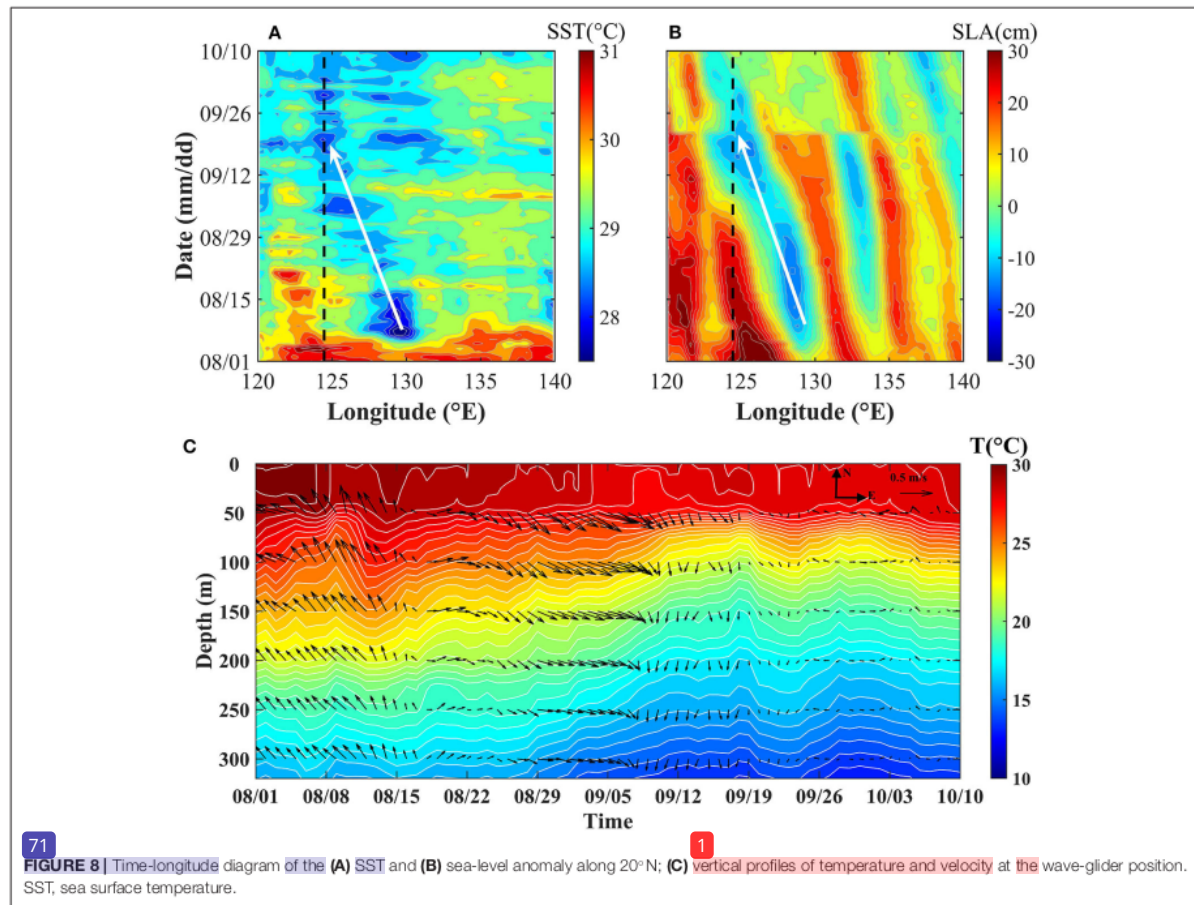 A
SST(°C)
10/10
09/26
09/12
08/29
08/15
08/01
Date (mm/dd)
120 125 130 135 140
Longitude (°E)
31
30
29
28
B
SLA(cm)
120 125 130 135 140
Longitude (°E)
30
20
10
0
-10
-20
-30
C
T(°C)
0
50
100
150
200
250
300
Depth (m)
N
E
0.5 m/s
30
25
20
15
10
08/01 08/08 08/15 08/22 08/29 09/05 09/12 09/19 09/26 10/03 10/10
Time
71
1
FIGURE 8 | Time-longitude diagram of the (A) SST and (B) sea-level anomaly along 20°N; (C) vertical profiles of temperature and velocity at the wave-glider position.
SST, sea surface temperature.